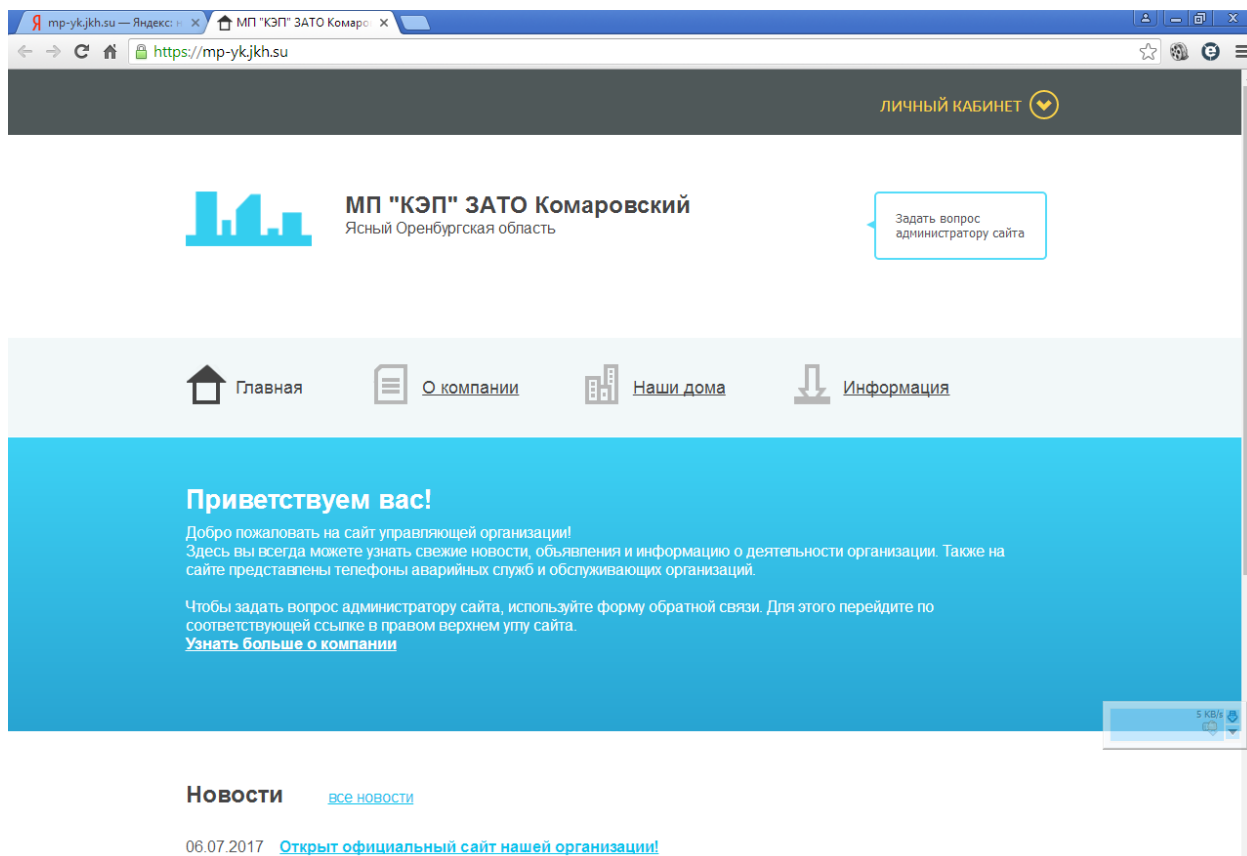 mp-yk.jkh.su — Яндекс:
МП "КЭП" ЗАТО Комаро
https://mp-yk.jkh.su
ЛИЧНЫЙ КАБИНЕТ
МП "КЭП" ЗАТО Комаровский
Ясный Оренбургская область
Задать вопрос
администратору сайта
Главная
О компании
Наши дома
Информация
Приветствуем вас!
Добро пожаловать на сайт управляющей организации!
Здесь вы всегда можете узнать свежие новости, объявления и информацию о деятельности организации. Также на
сайте представлены телефоны аварийных служб и обслуживающих организаций.
Чтобы задать вопрос администратору сайта, используйте форму обратной связи. Для этого перейдите по
соответствующей ссылке в правом верхнем углу сайта.
Узнать больше о компании
5 KB/s
Новости
все новости
06.07.2017 Открыт официальный сайт нашей организации!